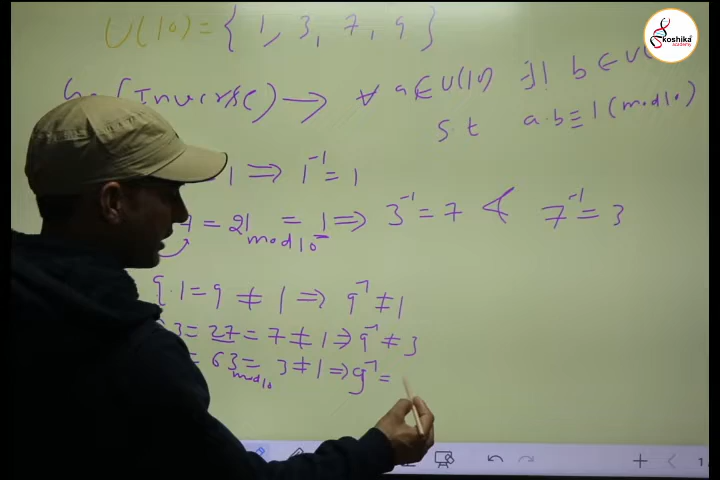 U(10) = { 1, 3, 7, 9 }
koshika
academy
(Inverse) → ∀ a ∈ U(10) ∃! b ∈ U(
s.t a.b ≡ 1 (mod 10)
1 ⇒ 1⁻¹ = 1
7 = 21 mod 10 = 1 ⇒ 3⁻¹ = 7 & 7⁻¹ = 3
9.1 = 9 ≠ 1 ⇒ 9⁻¹ ≠ 1
3 = 27 = 7 ≠ 1 ⇒ 9⁻¹ ≠ 3
= 63 mod 10 = 3 ≠ 1 ⇒ 9⁻¹ =